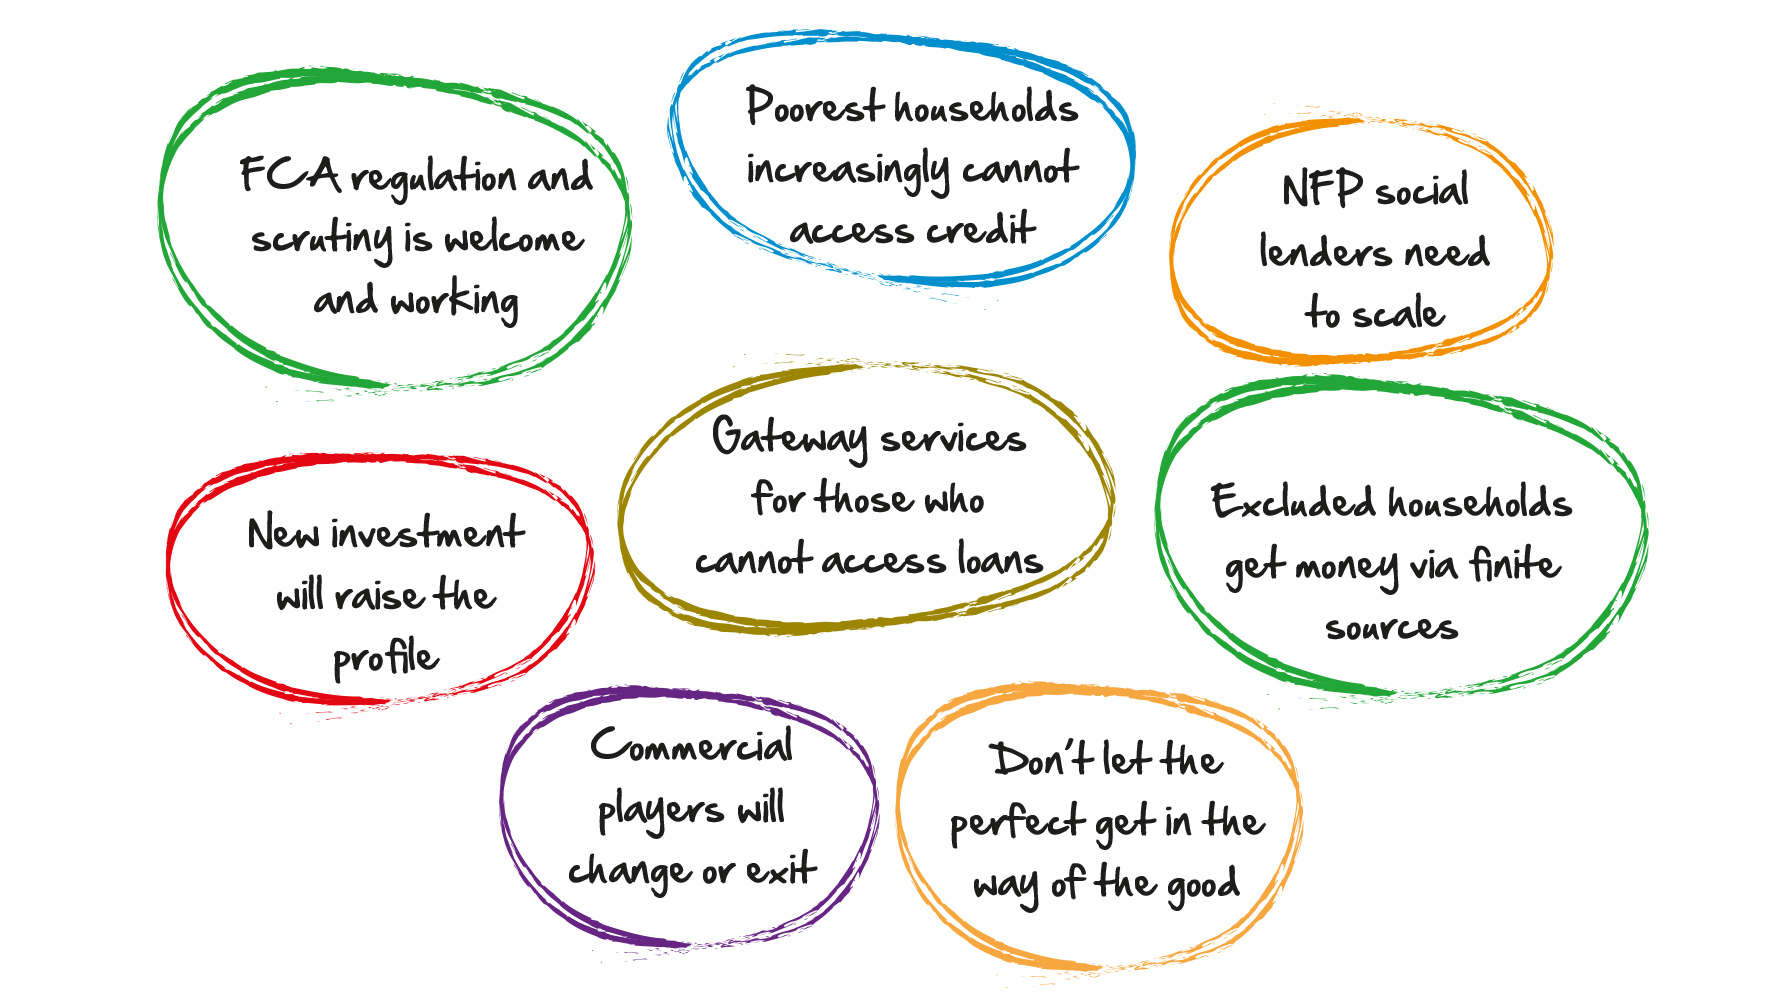 FCA regulation and
scrutiny is welcome
and working
Poorest households
increasingly cannot
access credit
NFP social
lenders need
to scale
New investment
will raise the
profile
Gateway services
for those who
cannot access loans
Excluded households
get money via finite
sources
Commercial
players will
change or exit
Don't let the
perfect get in the
way of the good